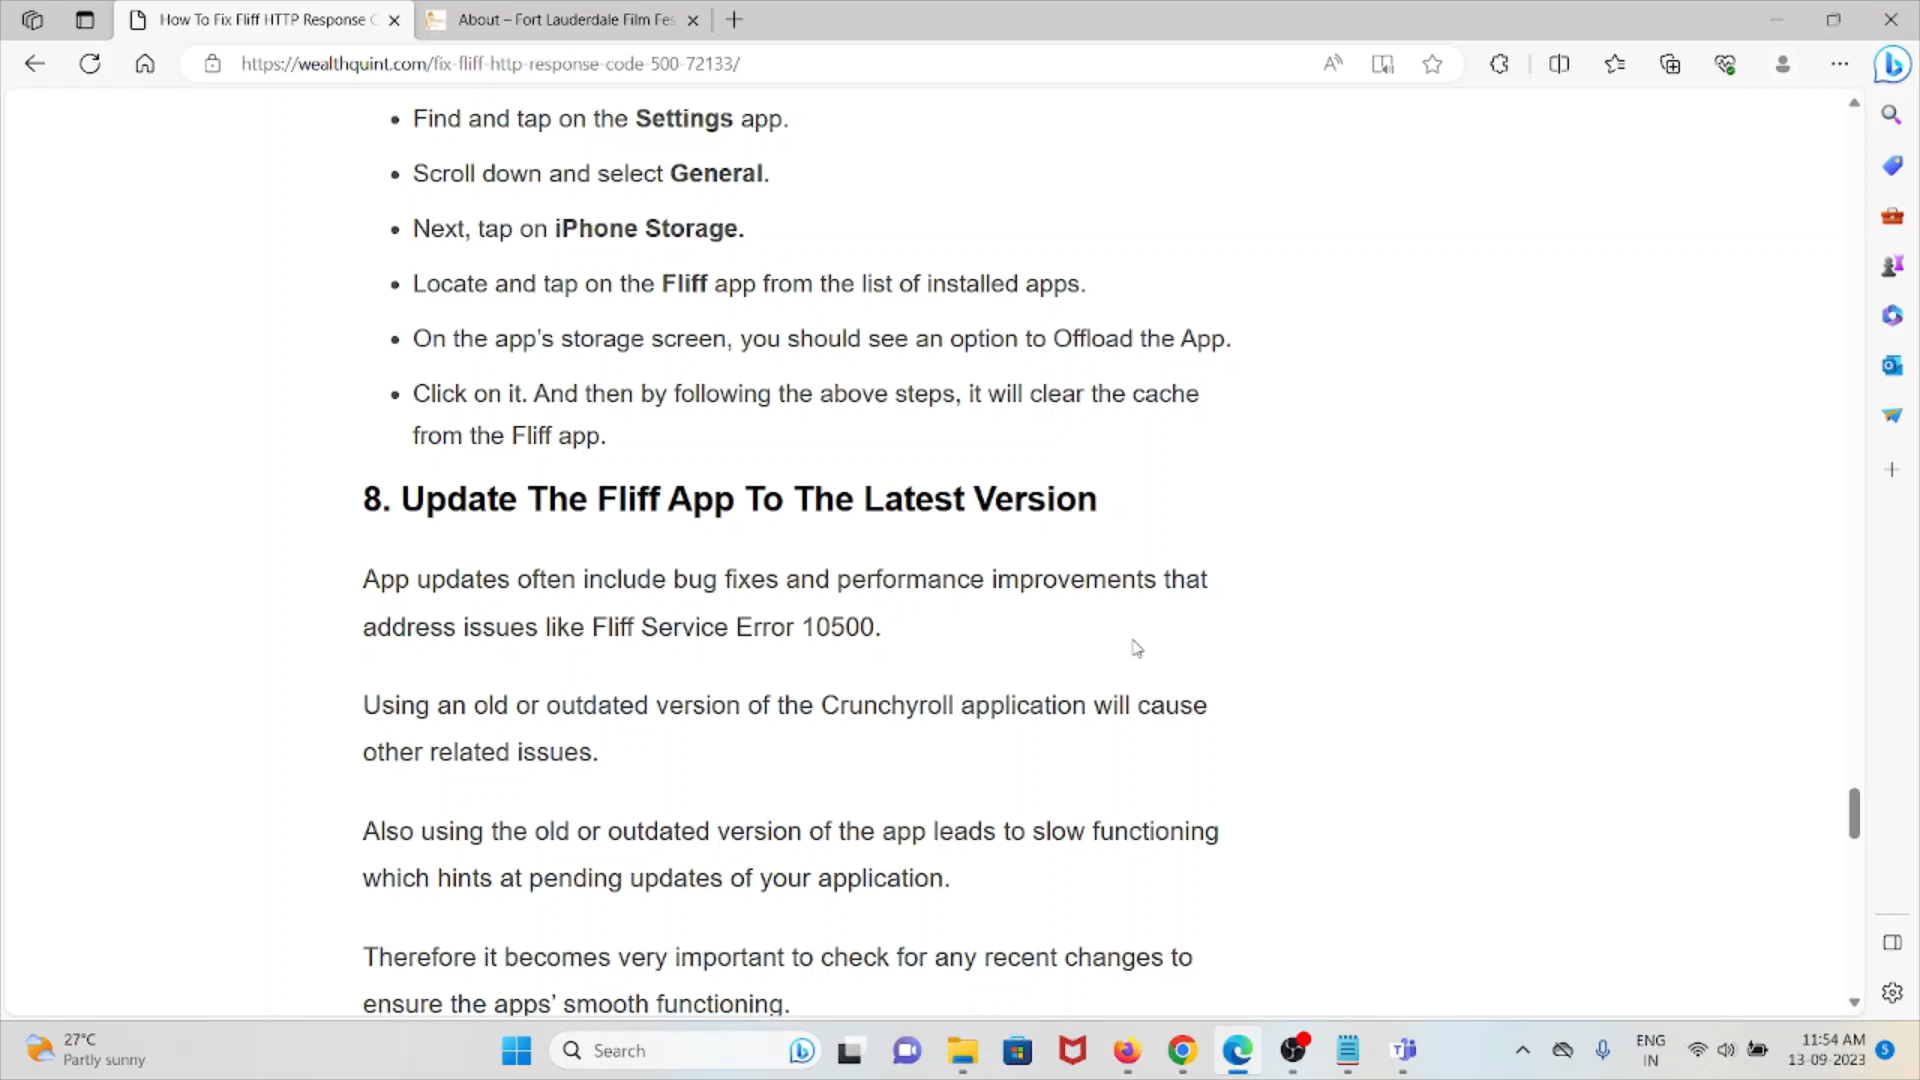 How To Fix Fliff HTTP Response C
About – Fort Lauderdale Film Fes
https://wealthquint.com/fix-fliff-http-response-code-500-72133/
Find and tap on the Settings app.
Scroll down and select General.
Next, tap on iPhone Storage.
Locate and tap on the Fliff app from the list of installed apps.
On the app’s storage screen, you should see an option to Offload the App.
Click on it. And then by following the above steps, it will clear the cache
from the Fliff app.
8. Update The Fliff App To The Latest Version
App updates often include bug fixes and performance improvements that
address issues like Fliff Service Error 10500.
Using an old or outdated version of the Crunchyroll application will cause
other related issues.
Also using the old or outdated version of the app leads to slow functioning
which hints at pending updates of your application.
Therefore it becomes very important to check for any recent changes to
ensure the apps’ smooth functioning.
27°C
Partly sunny
Search
ENG
IN
11:54 AM
13-09-2023
5